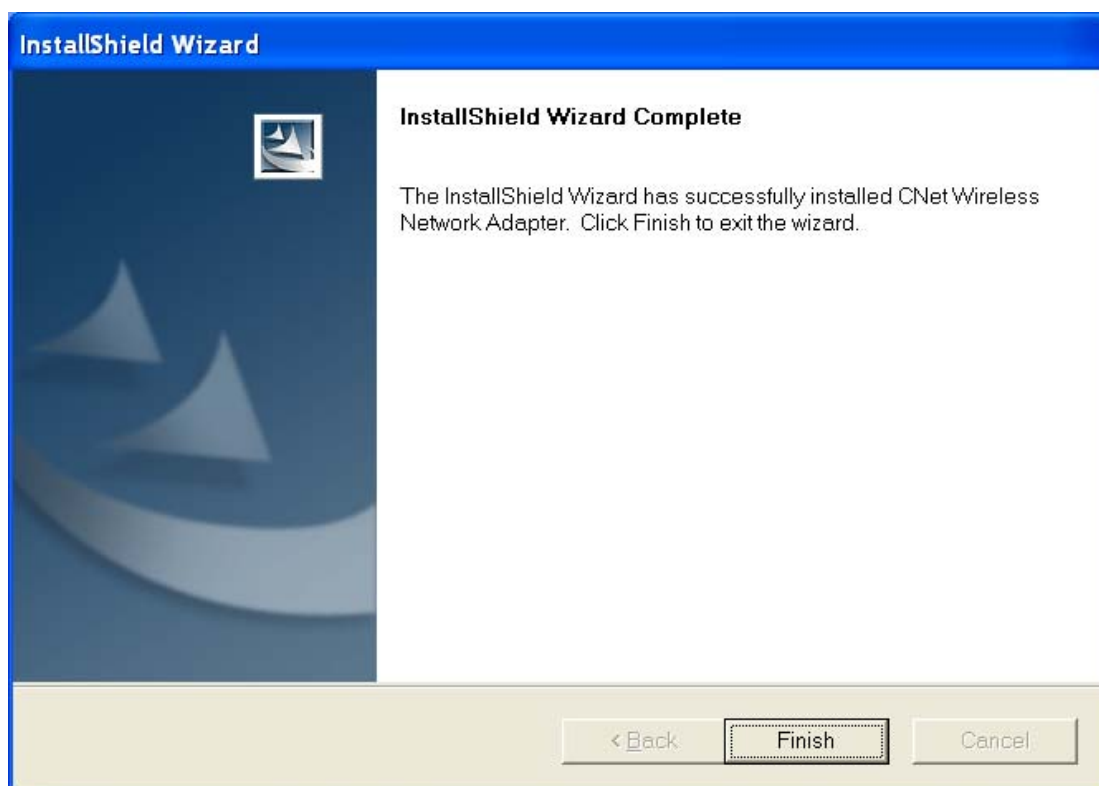 InstallShield Wizard
InstallShield Wizard Complete
The InstallShield Wizard has successfully installed CNet Wireless
Network Adapter. Click Finish to exit the wizard.
< Back
Finish
Cancel